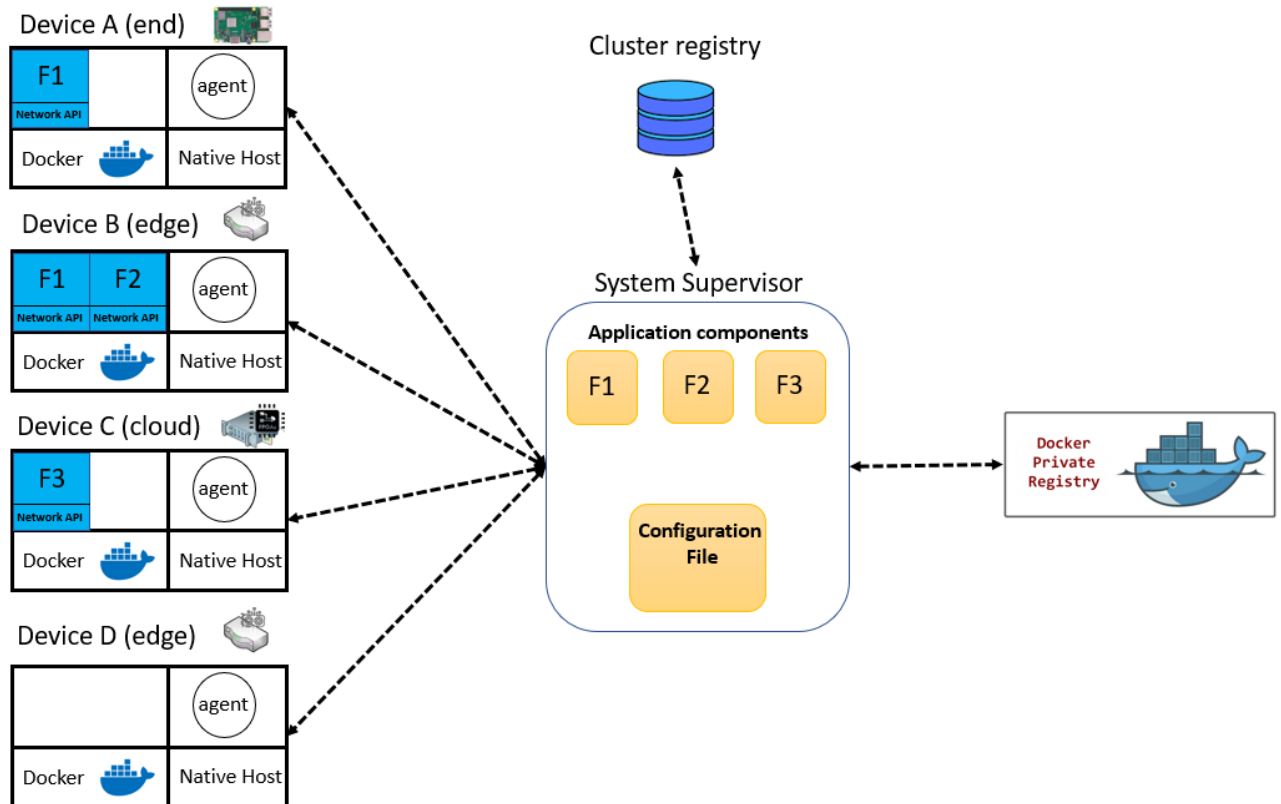 Device A (end)
F1
Network API
agent
Docker
Native Host
Device B (edge)
F1
F2
Network API
Network API
agent
Docker
Native Host
Device C (cloud)
FPGAs
F3
Network API
agent
Docker
Native Host
Device D (edge)
agent
Docker
Native Host
Cluster registry
System Supervisor
Application components
F1
F2
F3
Configuration
File
Docker
Private
Registry